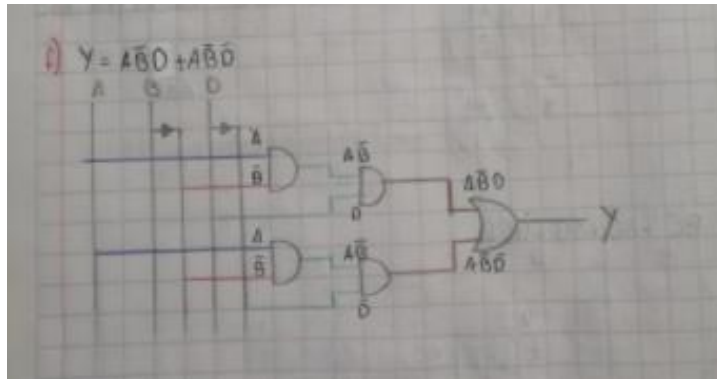 c) Y = AB̄D + AB̄D̄
A B D
A
B̄
AB̄
D
AB̄D
Y
A
B̄
AB̄
D̄
AB̄D̄